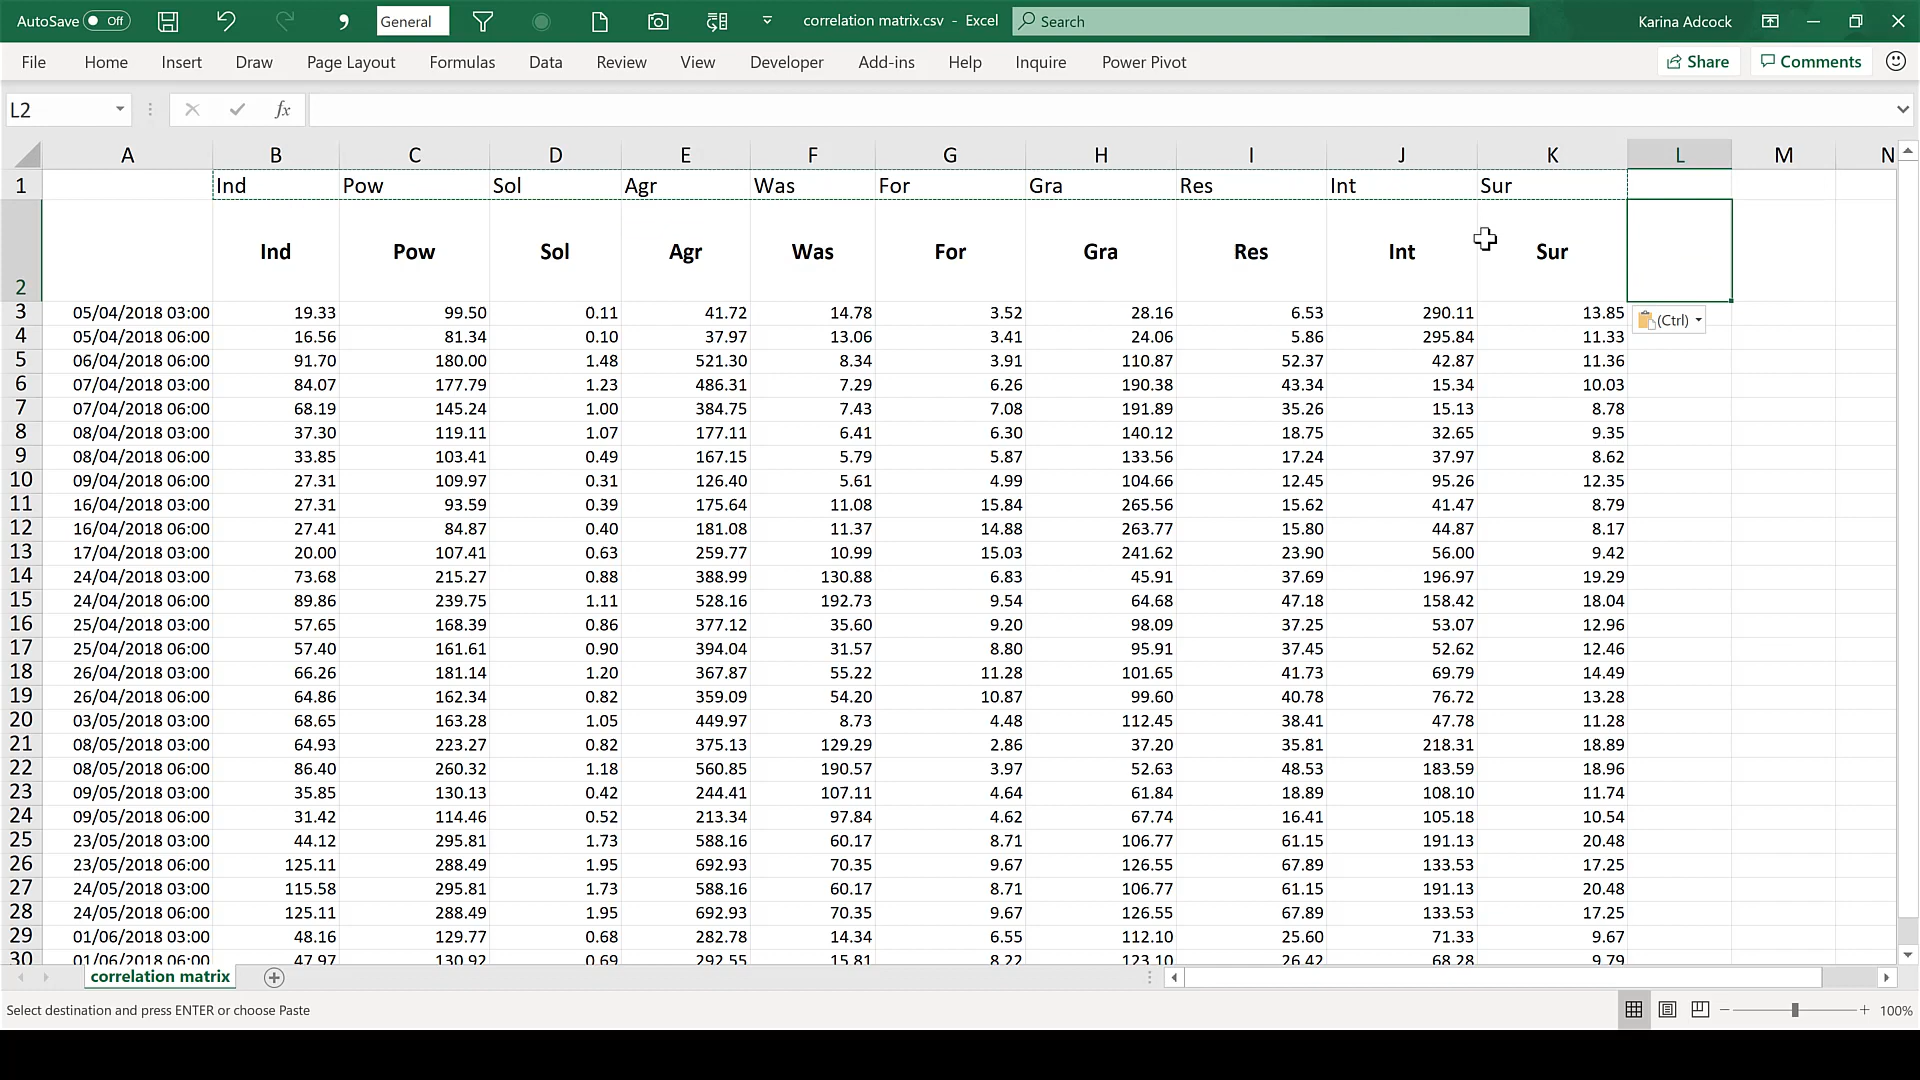 AutoSave Off General correlation matrix.csv - Excel Search Karina Adcock
File Home Insert Draw Page Layout Formulas Data Review View Developer Add-ins Help Inquire Power Pivot Share Comments
L2 fx
A B C D E F G H I J K L M N
1 Ind Pow Sol Agr Was For Gra Res Int Sur
2 Ind Pow Sol Agr Was For Gra Res Int Sur
3 05/04/2018 03:00 19.33 99.50 0.11 41.72 14.78 3.52 28.16 6.53 290.11 13.85 (Ctrl)
4 05/04/2018 06:00 16.56 81.34 0.10 37.97 13.06 3.41 24.06 5.86 295.84 11.33
5 06/04/2018 06:00 91.70 180.00 1.48 521.30 8.34 3.91 110.87 52.37 42.87 11.36
6 07/04/2018 03:00 84.07 177.79 1.23 486.31 7.29 6.26 190.38 43.34 15.34 10.03
7 07/04/2018 06:00 68.19 145.24 1.00 384.75 7.43 7.08 191.89 35.26 15.13 8.78
8 08/04/2018 03:00 37.30 119.11 1.07 177.11 6.41 6.30 140.12 18.75 32.65 9.35
9 08/04/2018 06:00 33.85 103.41 0.49 167.15 5.79 5.87 133.56 17.24 37.97 8.62
10 09/04/2018 06:00 27.31 109.97 0.31 126.40 5.61 4.99 104.66 12.45 95.26 12.35
11 16/04/2018 03:00 27.31 93.59 0.39 175.64 11.08 15.84 265.56 15.62 41.47 8.79
12 16/04/2018 06:00 27.41 84.87 0.40 181.08 11.37 14.88 263.77 15.80 44.87 8.17
13 17/04/2018 03:00 20.00 107.41 0.63 259.77 10.99 15.03 241.62 23.90 56.00 9.42
14 24/04/2018 03:00 73.68 215.27 0.88 388.99 130.88 6.83 45.91 37.69 196.97 19.29
15 24/04/2018 06:00 89.86 239.75 1.11 528.16 192.73 9.54 64.68 47.18 158.42 18.04
16 25/04/2018 03:00 57.65 168.39 0.86 377.12 35.60 9.20 98.09 37.25 53.07 12.96
17 25/04/2018 06:00 57.40 161.61 0.90 394.04 31.57 8.80 95.91 37.45 52.62 12.46
18 26/04/2018 03:00 66.26 181.14 1.20 367.87 55.22 11.28 101.65 41.73 69.79 14.49
19 26/04/2018 06:00 64.86 162.34 0.82 359.09 54.20 10.87 99.60 40.78 76.72 13.28
20 03/05/2018 03:00 68.65 163.28 1.05 449.97 8.73 4.48 112.45 38.41 47.78 11.28
21 08/05/2018 03:00 64.93 223.27 0.82 375.13 129.29 2.86 37.20 35.81 218.31 18.89
22 08/05/2018 06:00 86.40 260.32 1.18 560.85 190.57 3.97 52.63 48.53 183.59 18.96
23 09/05/2018 03:00 35.85 130.13 0.42 244.41 107.11 4.64 61.84 18.89 108.10 11.74
24 09/05/2018 06:00 31.42 114.46 0.52 213.34 97.84 4.62 67.74 16.41 105.18 10.54
25 23/05/2018 03:00 44.12 295.81 1.73 588.16 60.17 8.71 106.77 61.15 191.13 20.48
26 23/05/2018 06:00 125.11 288.49 1.95 692.93 70.35 9.67 126.55 67.89 133.53 17.25
27 24/05/2018 03:00 115.58 295.81 1.73 588.16 60.17 8.71 106.77 61.15 191.13 20.48
28 24/05/2018 06:00 125.11 288.49 1.95 692.93 70.35 9.67 126.55 67.89 133.53 17.25
29 01/06/2018 03:00 48.16 129.77 0.68 282.78 14.34 6.55 112.10 25.60 71.33 9.67
30 01/06/2018 06:00 47.97 130.92 0.69 292.55 15.81 8.22 123.10 26.42 68.28 9.79
correlation matrix
Select destination and press ENTER or choose Paste 100%